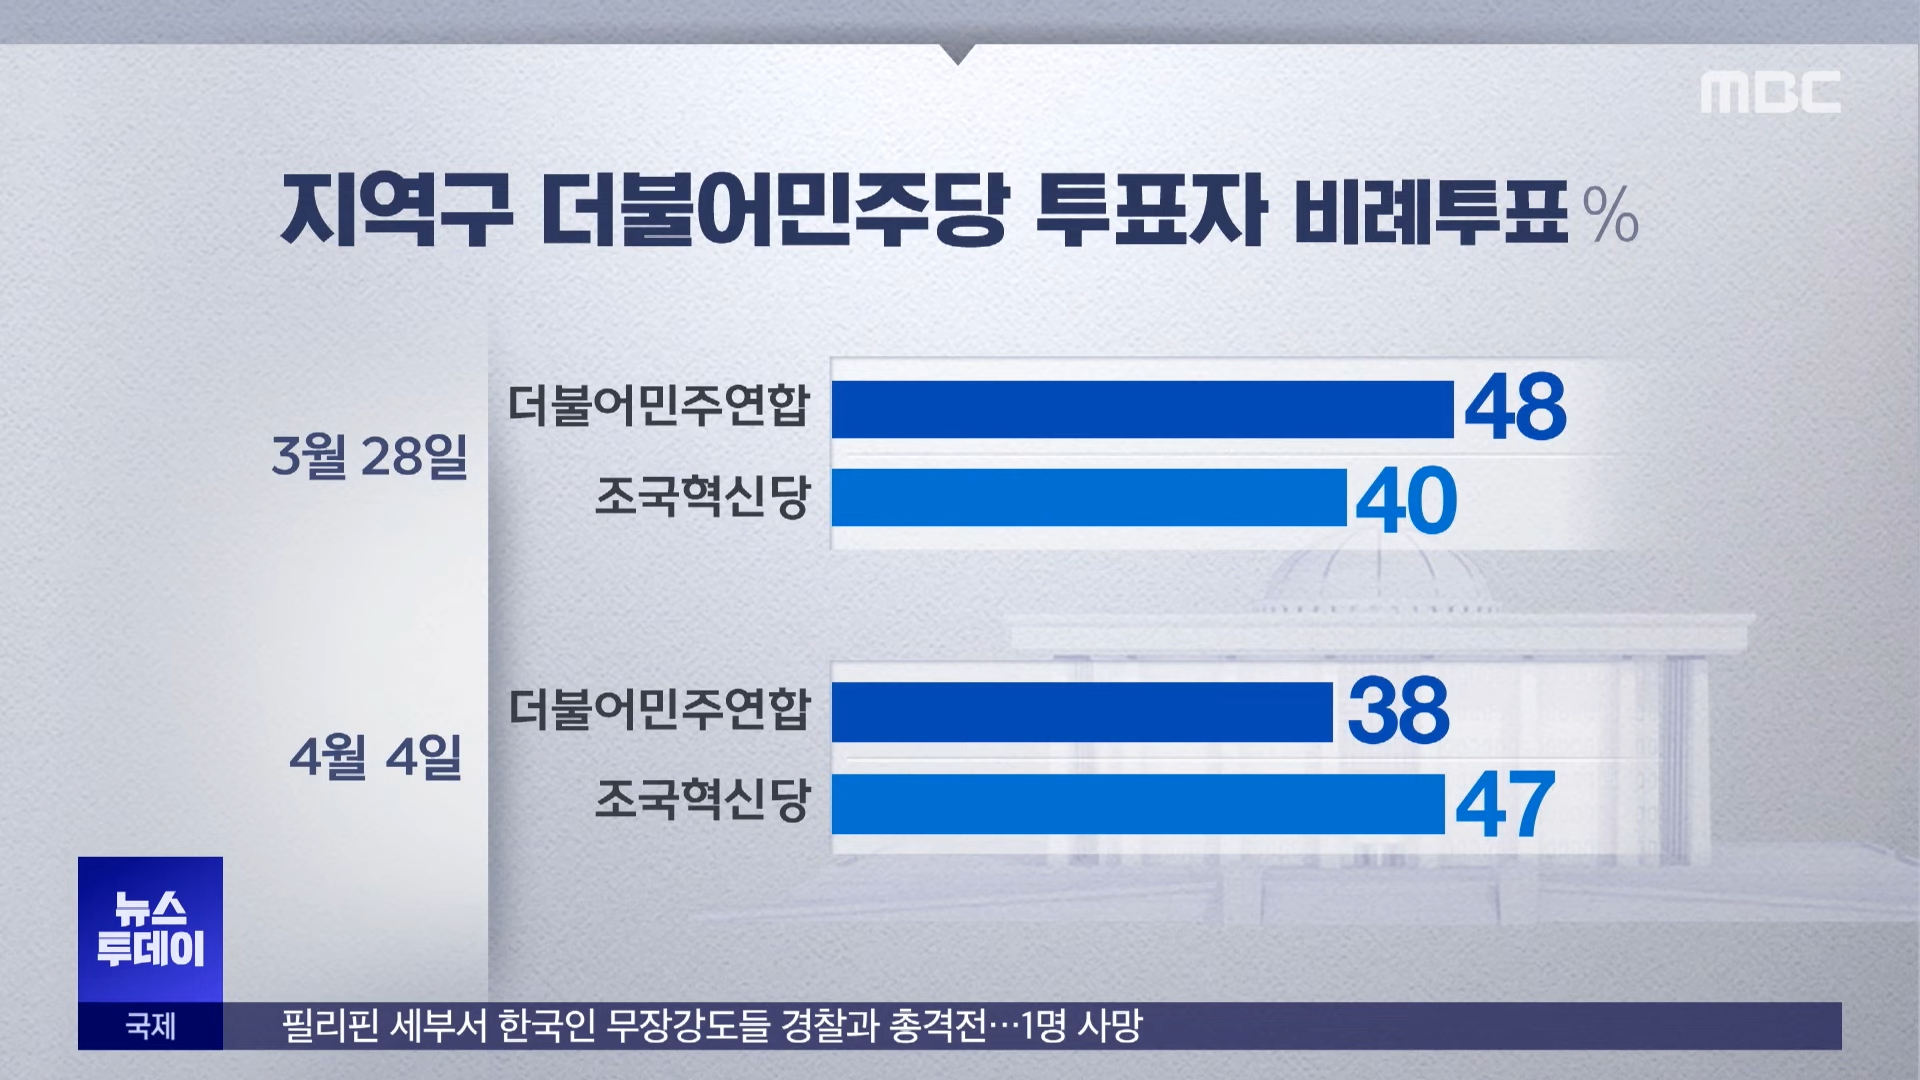 MBC
지역구 더불어민주당 투표자 비례투표 %
3월 28일
더불어민주연합 48
조국혁신당 40
4월 4일
더불어민주연합 38
조국혁신당 47
뉴스
투데이
국제 필리핀 세부서 한국인 무장강도들 경찰과 총격전…1명 사망